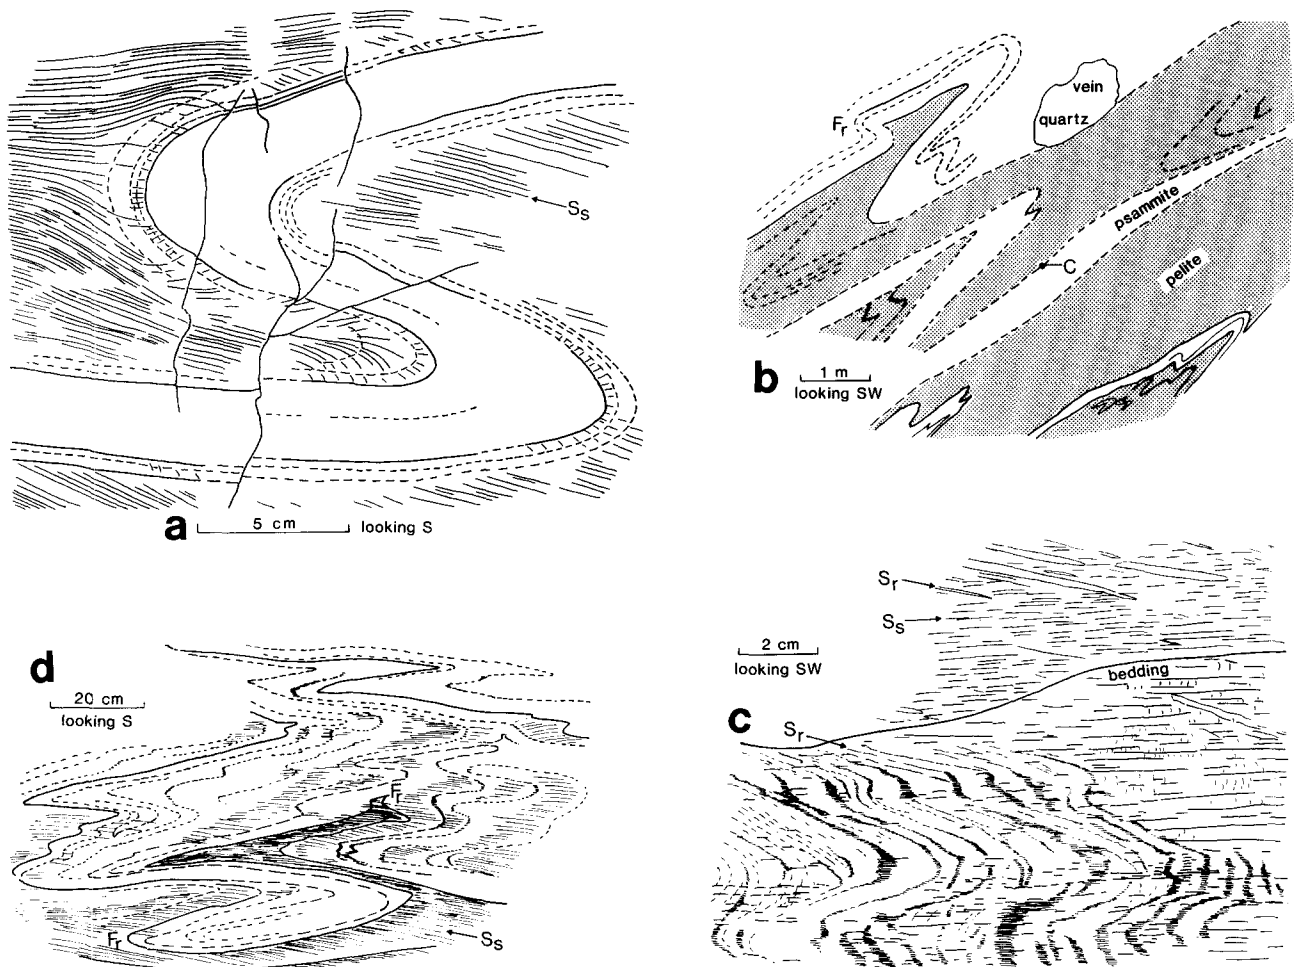 Ss
a
5 cm
looking S
Fr
vein
quartz
psammite
C
pelite
b
1 m
looking SW
d
20 cm
looking S
Fr
Fr
Ss
Sr
Ss
2 cm
looking SW
bedding
c
Sr